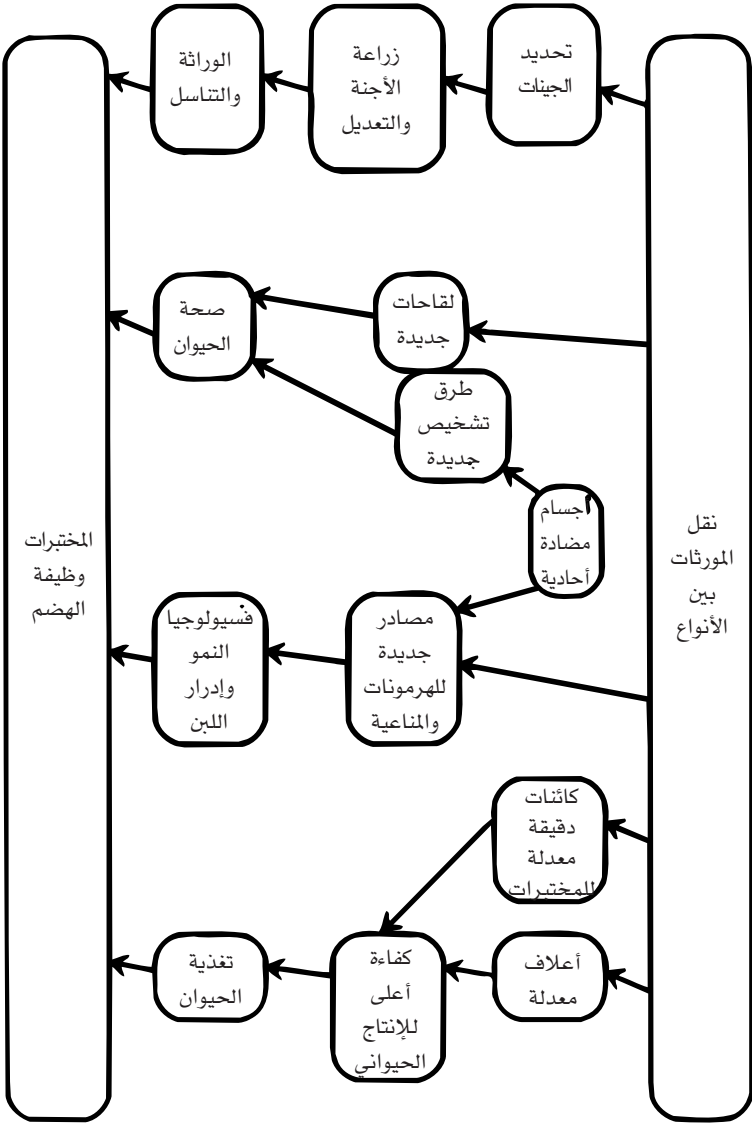 نقل
المورثات
بين
الأنواع
تحديد
الجينات
زراعة
الأجنة
والتعديل
الوراثة
والتناسل
لقاحات
جديدة
صحة
الحيوان
طرق
تشخيص
جديدة
أجسام
مضادة
أحادية
مصادر
جديدة
للهرمونات
والمناعية
فسيولوجيا
النمو
وإدرار
اللبن
كائنات
دقيقة
معدلة
للمختبرات
أعلاف
معدلة
كفاءة
أعلى
للإنتاج
الحيواني
تغذية
الحيوان
المختبرات
وظيفة
الهضم